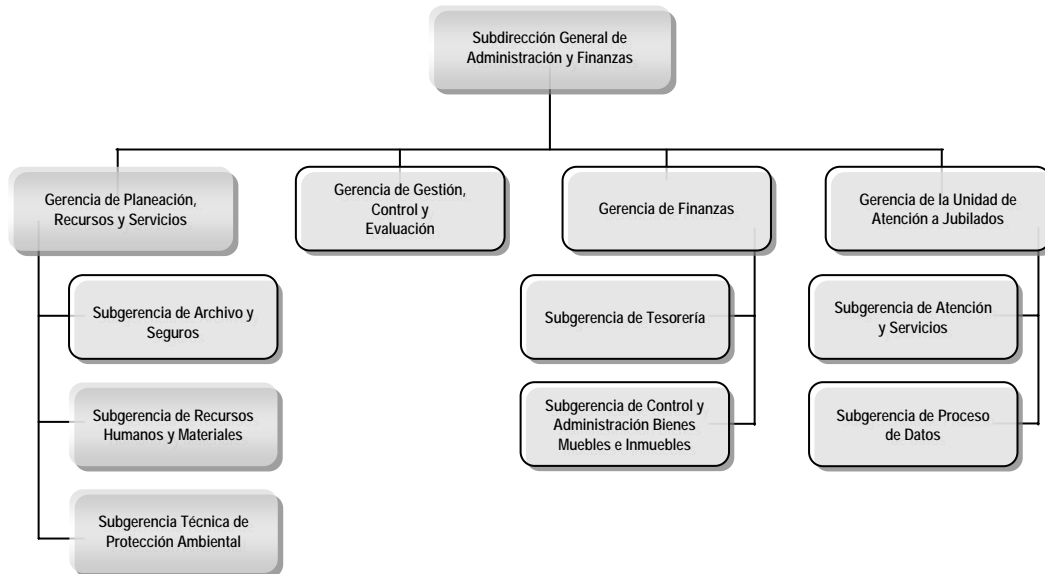 Subdirección General de
Administración y Finanzas
Gerencia de Planeación,
Recursos y Servicios
Gerencia de Gestión,
Control y
Evaluación
Gerencia de Finanzas
Gerencia de la Unidad de
Atención a Jubilados
Subgerencia de Archivo y
Seguros
Subgerencia de Tesorería
Subgerencia de Atención
y Servicios
Subgerencia de Recursos
Humanos y Materiales
Subgerencia de Control y
Administración Bienes
Muebles e Inmuebles
Subgerencia de Proceso
de Datos
Subgerencia Técnica de
Protección Ambiental